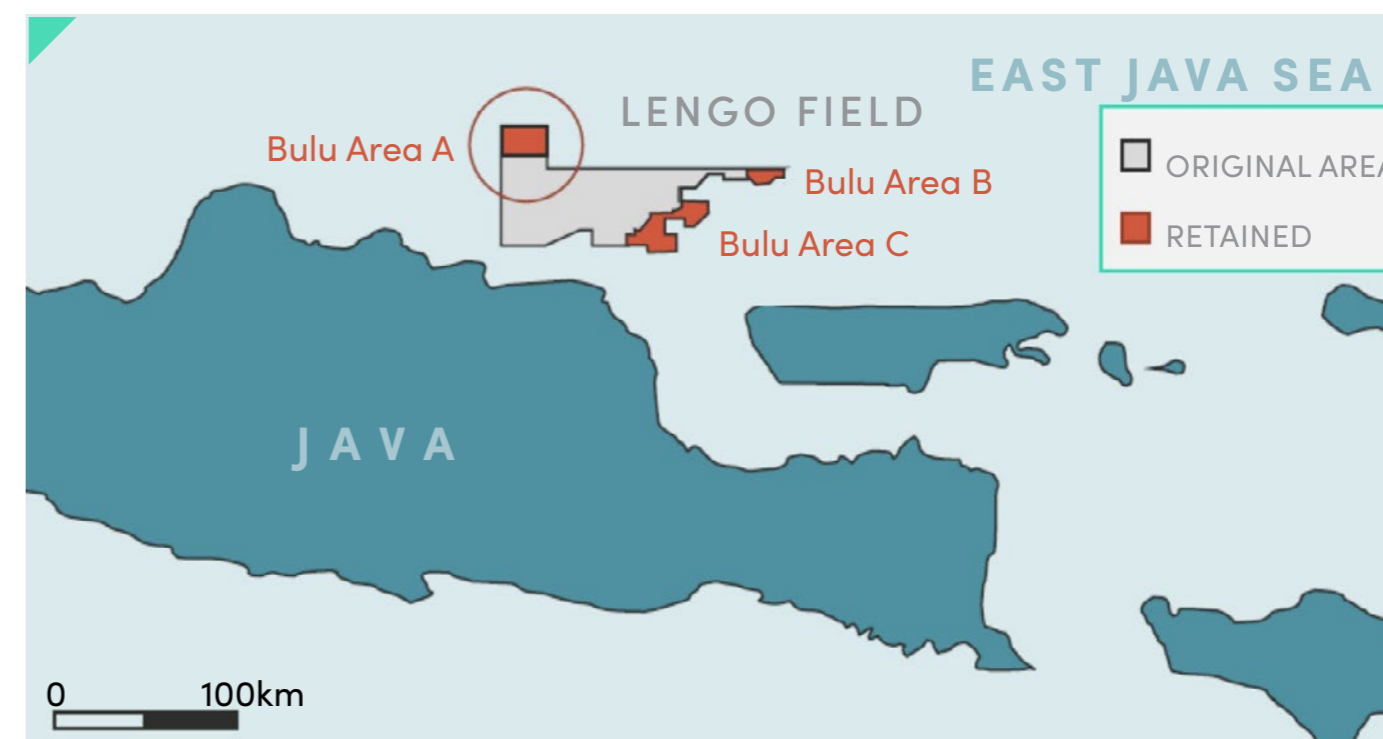 EAST JAVA SEA
LENGO FIELD
Bulu Area A
ORIGINAL AREA
Bulu Area B
RETAINED
Bulu Area C
JAVA
0 100km